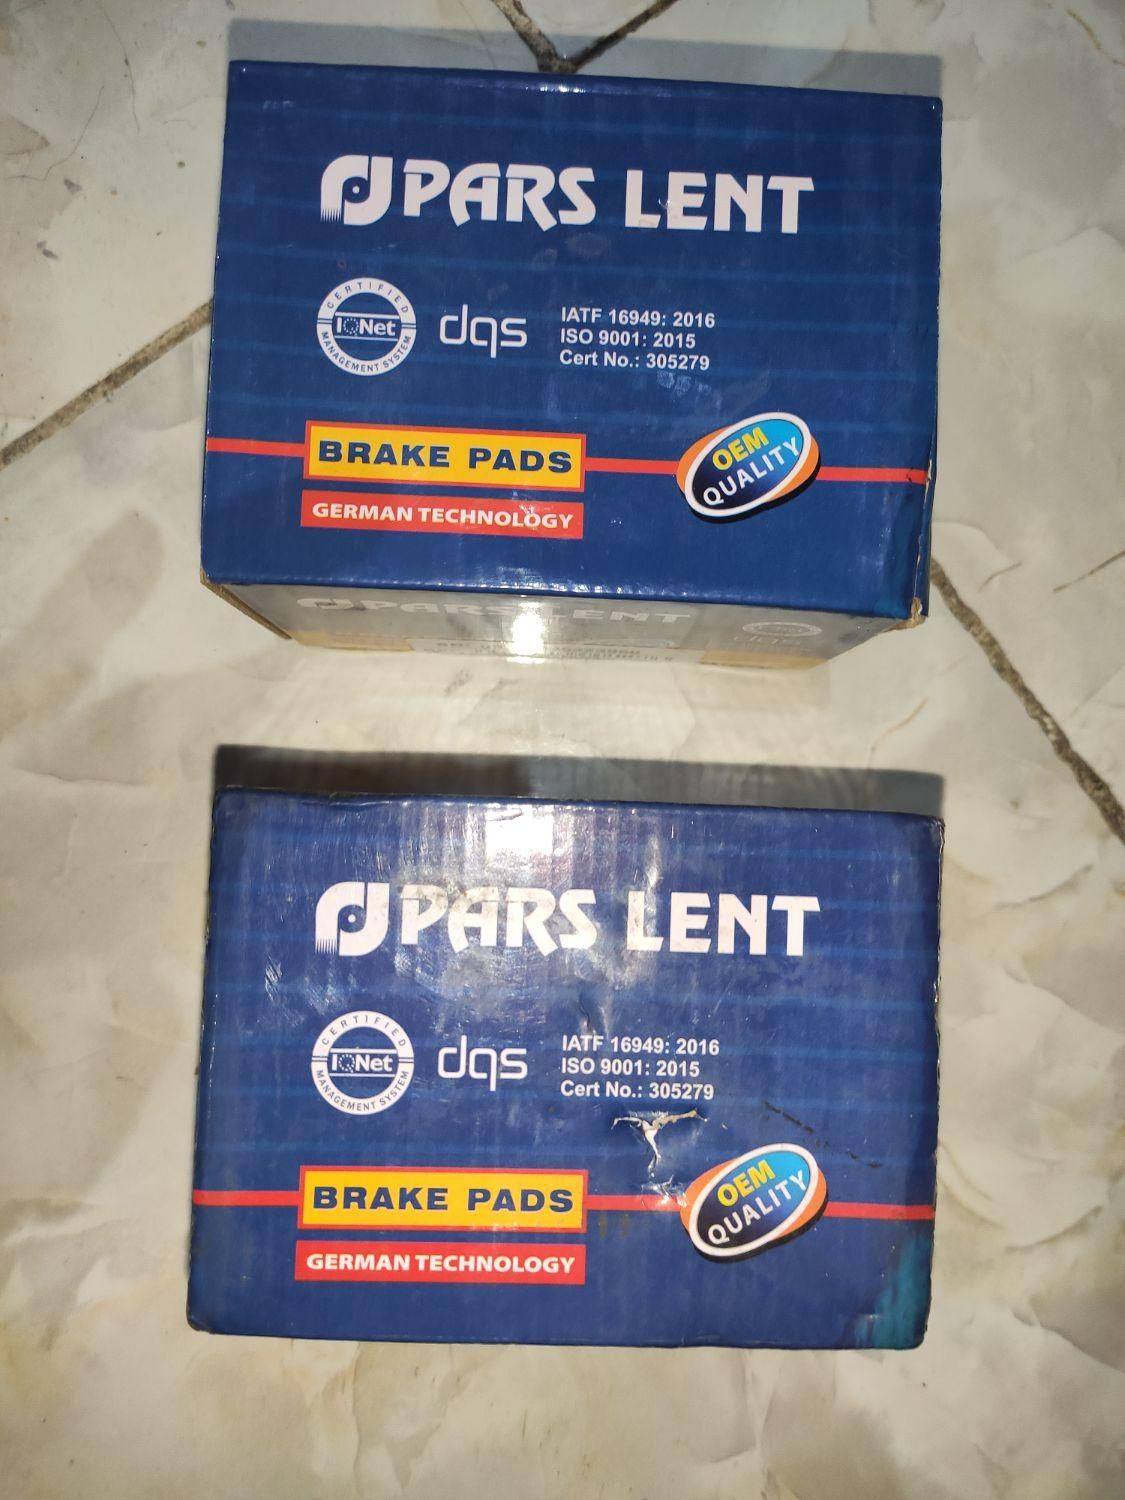 PARS LENT
CERTIFIED
IQNet
MANAGEMENT SYSTEM
dqs
IATF 16949: 2016
ISO 9001: 2015
Cert No.: 305279
BRAKE PADS
GERMAN TECHNOLOGY
OEM
QUALITY
PARS LENT
PARS LENT
CERTIFIED
IQNet
MANAGEMENT SYSTEM
dqs
IATF 16949: 2016
ISO 9001: 2015
Cert No.: 305279
BRAKE PADS
GERMAN TECHNOLOGY
OEM
QUALITY